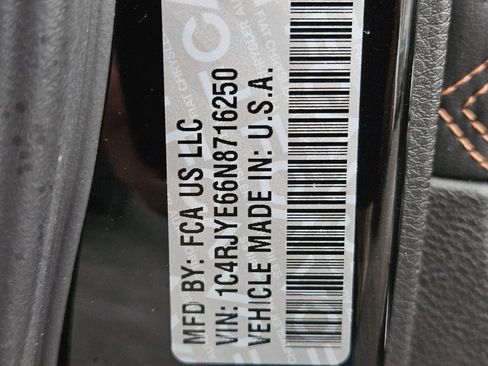 MFD BY: FCA US LLC
VIN: 1C4RJYE66N8716250
VEHICLE MADE IN: U.S.A.